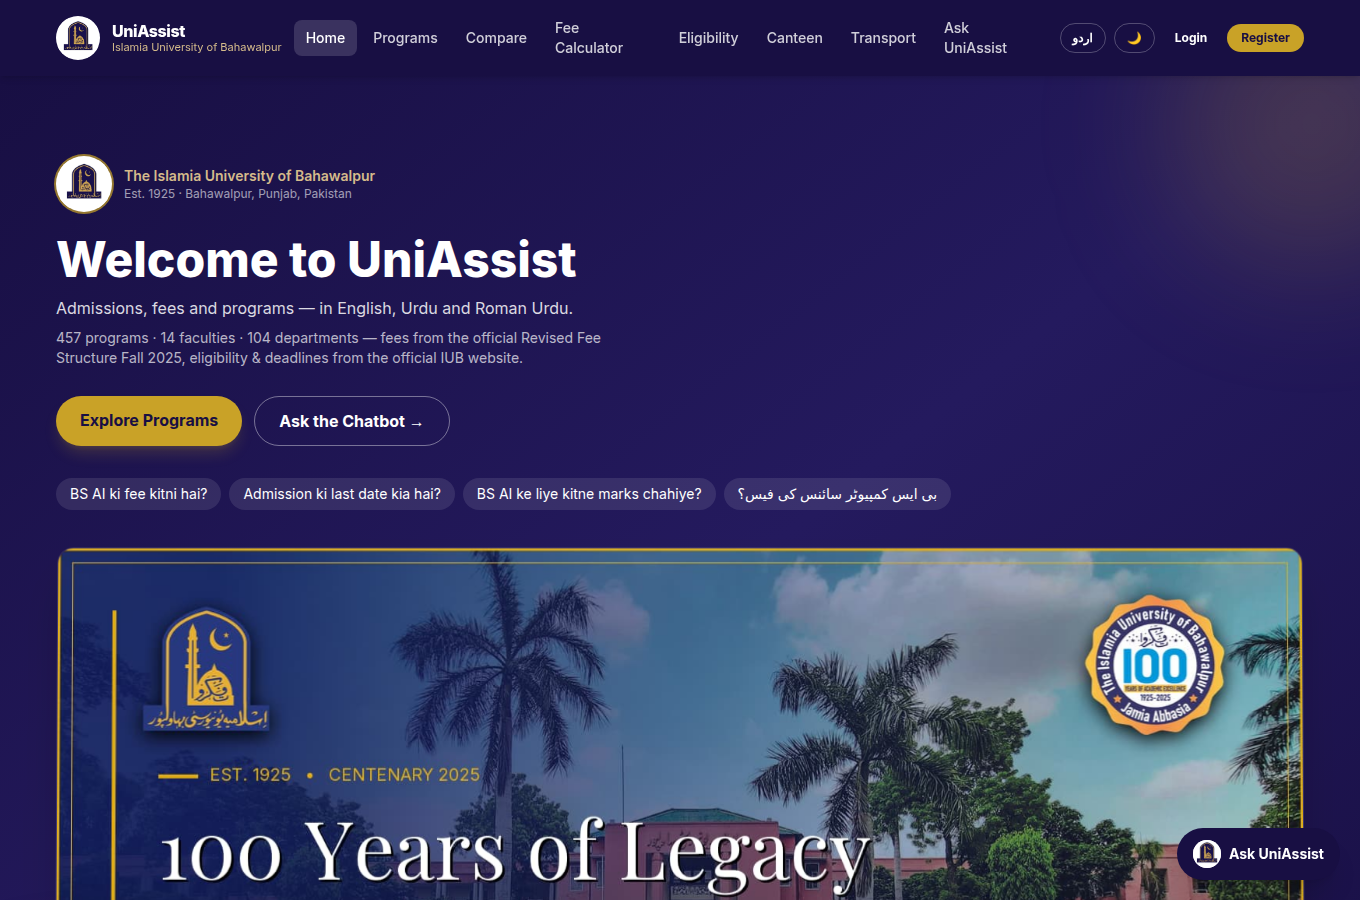 UniAssist
Islamia University of Bahawalpur
Home
Programs
Compare
Fee
Calculator
Eligibility
Canteen
Transport
Ask
UniAssist
اردو
Login
Register
The Islamia University of Bahawalpur
Est. 1925 · Bahawalpur, Punjab, Pakistan
Welcome to UniAssist
Admissions, fees and programs — in English, Urdu and Roman Urdu.
457 programs · 14 faculties · 104 departments — fees from the official Revised Fee
Structure Fall 2025, eligibility & deadlines from the official IUB website.
Explore Programs
Ask the Chatbot →
BS AI ki fee kitni hai?
Admission ki last date kia hai?
BS AI ke liye kitne marks chahiye?
بی ایس کمپیوٹر سائنس کی فیس؟
اسلامیہ یونیورسٹی بہاولپور
The Islamia University of Bahawalpur
100
YEARS OF ACADEMIC EXCELLENCE
1925-2025
Jamia Abbasia
EST. 1925 • CENTENARY 2025
100 Years of Legacy
Ask UniAssist